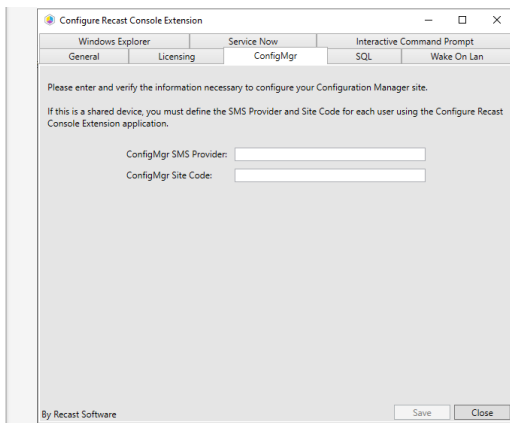 Configure Recast Console Extension
Windows Explorer Service Now Interactive Command Prompt
General Licensing ConfigMgr SQL Wake On Lan
Please enter and verify the information necessary to configure your Configuration Manager site.
If this is a shared device, you must define the SMS Provider and Site Code for each user using the Configure Recast
Console Extension application.
ConfigMgr SMS Provider:
ConfigMgr Site Code:
By Recast Software Save Close